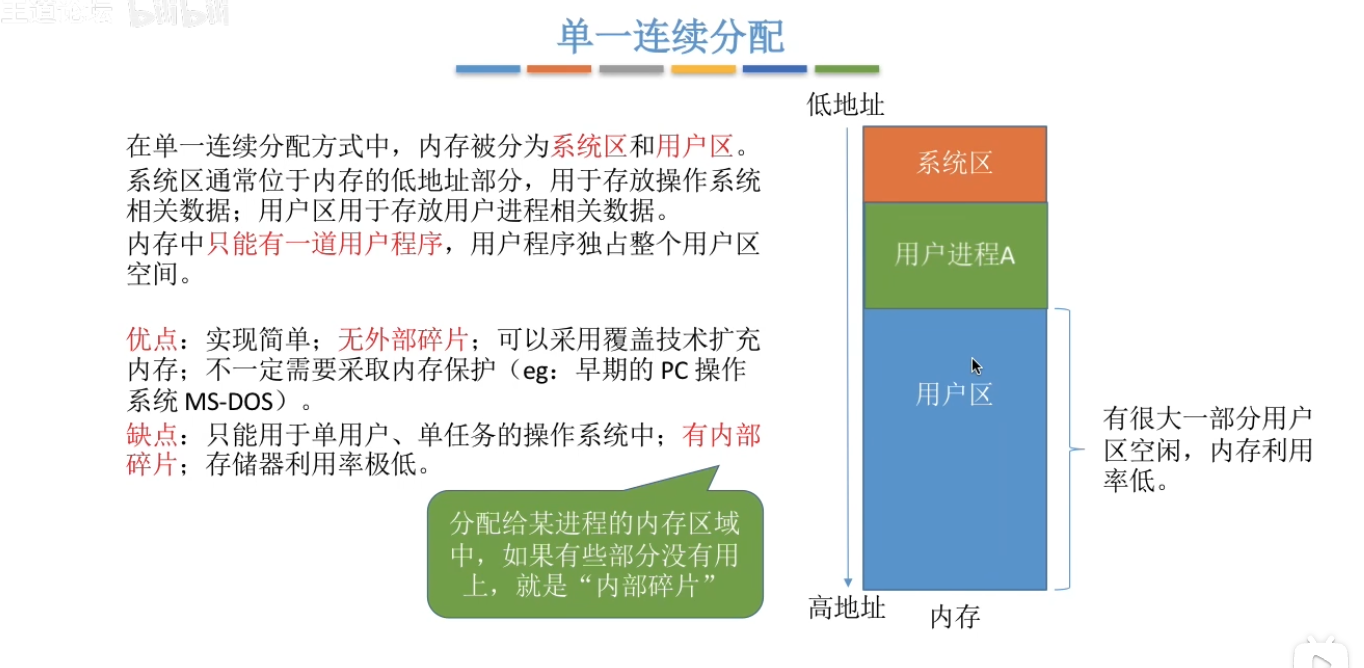 王道论坛 bilibili
单一连续分配
在单一连续分配方式中，内存被分为系统区和用户区。
系统区通常位于内存的低地址部分，用于存放操作系统
相关数据；用户区用于存放用户进程相关数据。
内存中只能有一道用户程序，用户程序独占整个用户区
空间。
优点：实现简单；无外部碎片；可以采用覆盖技术扩充
内存；不一定需要采取内存保护（eg：早期的 PC 操作
系统 MS-DOS）。
缺点：只能用于单用户、单任务的操作系统中；有内部
碎片；存储器利用率极低。
分配给某进程的内存区域
中，如果有些部分没有用
上，就是“内部碎片”
低地址
系统区
用户进程A
用户区
高地址
内存
有很大一部分用户
区空闲，内存利用
率低。